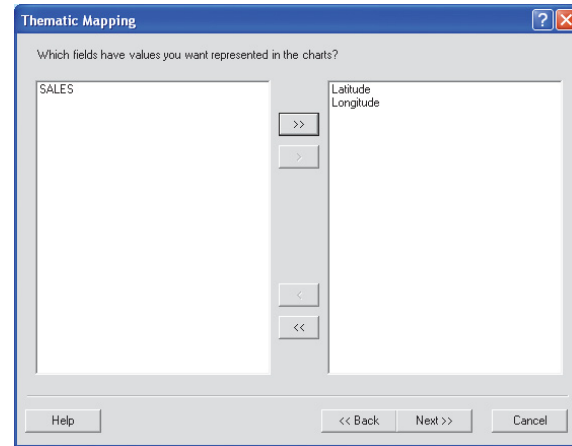 Thematic Mapping
Which fields have values you want represented in the charts?
SALES
Latitude
Longitude
>>
>
<
<<
Help
<< Back
Next >>
Cancel